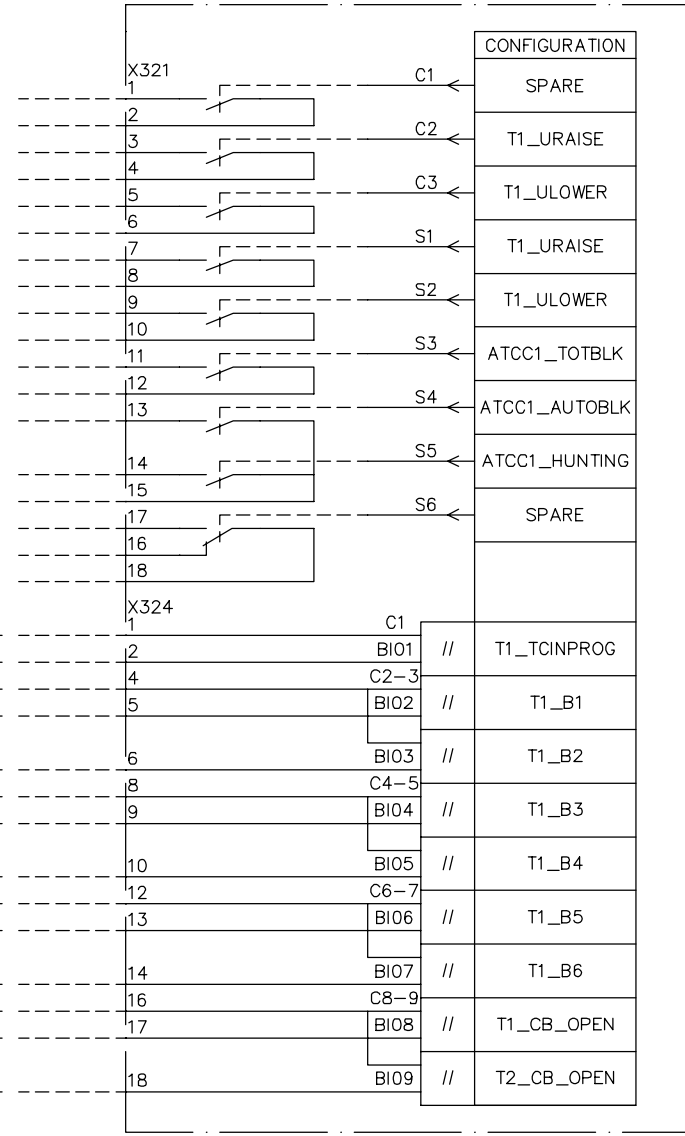 CONFIGURATION
X321
1 C1 SPARE
2
3 C2 T1_URAISE
4
5 C3 T1_ULOWER
6
7 S1 T1_URAISE
8
9 S2 T1_ULOWER
10
11 S3 ATCC1_TOTBLK
12
13 S4 ATCC1_AUTOBLK
14 S5 ATCC1_HUNTING
15
17 S6 SPARE
16
18
X324
1 C1
2 BI01 // T1_TCINPROG
4 C2-3
5 BI02 // T1_B1
6 BI03 // T1_B2
8 C4-5
9 BI04 // T1_B3
10 BI05 // T1_B4
12 C6-7
13 BI06 // T1_B5
14 BI07 // T1_B6
16 C8-9
17 BI08 // T1_CB_OPEN
18 BI09 // T2_CB_OPEN